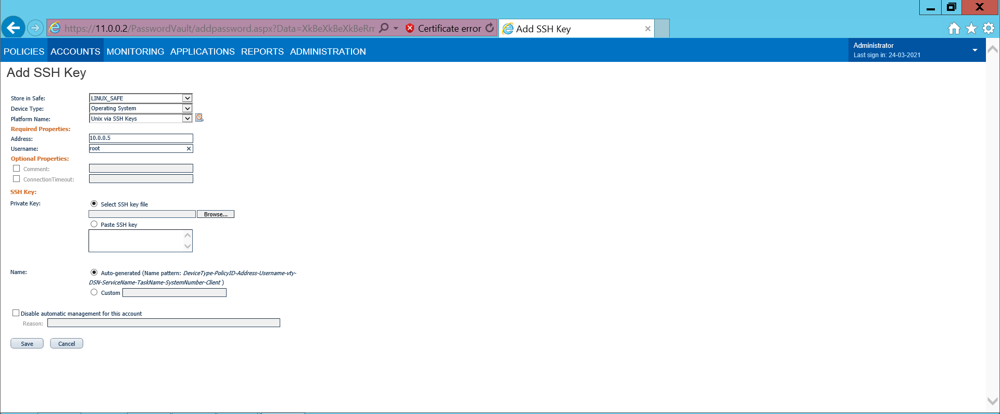 https://11.0.0.2/PasswordVault/addpassword.aspx?Data=XkBeXkBeXkBeRm Certificate error Add SSH Key
POLICIES ACCOUNTS MONITORING APPLICATIONS REPORTS ADMINISTRATION
Administrator
Last sign in: 24-03-2021
Add SSH Key
Store in Safe: LINUX_SAFE
Device Type: Operating System
Platform Name: Unix via SSH Keys
Required Properties:
Address: 10.0.0.5
Username: root
Optional Properties:
Comment:
ConnectionTimeout:
SSH Key:
Private Key: Select SSH key file
Browse...
Paste SSH key
Name: Auto-generated (Name pattern: DeviceType-PolicyID-Address-Username-vty-
DSN-ServiceName-TaskName-SystemNumber-Client )
Custom
Disable automatic management for this account
Reason:
Save Cancel